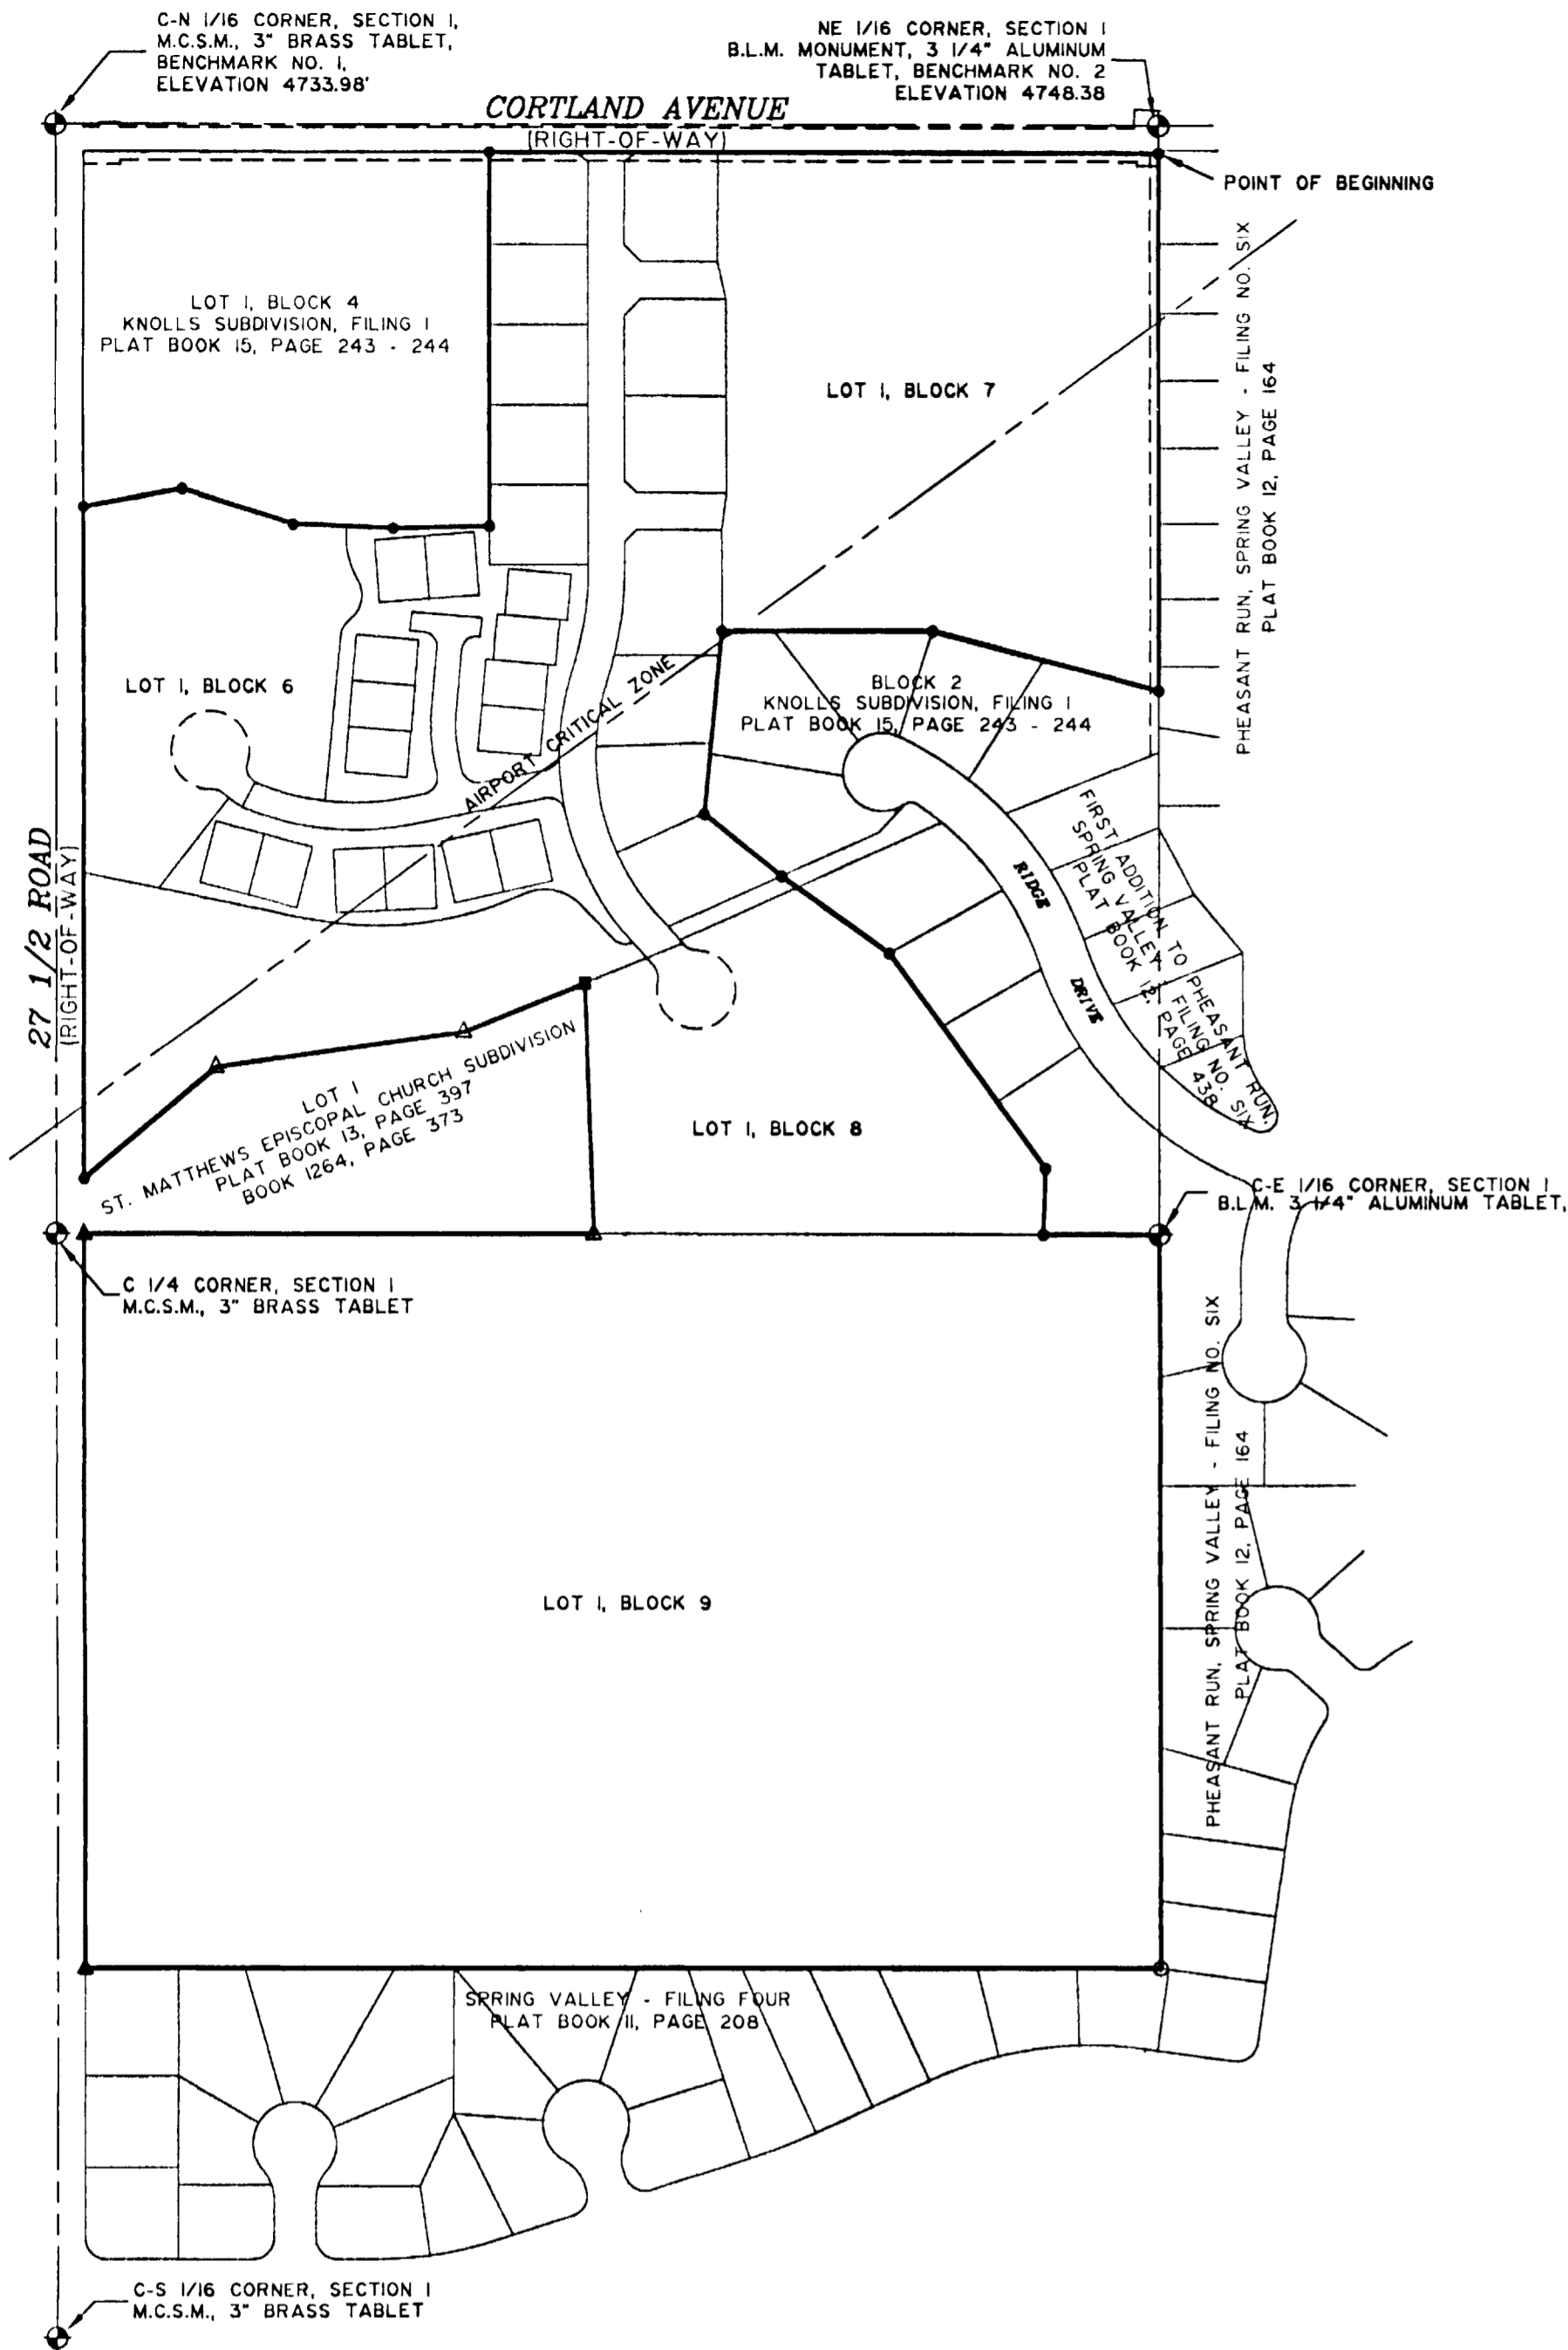 C-N 1/16 CORNER, SECTION 1,
M.C.S.M., 3" BRASS TABLET,
BENCHMARK NO. 1,
ELEVATION 4733.98'
NE 1/16 CORNER, SECTION 1
B.L.M. MONUMENT, 3 1/4" ALUMINUM
TABLET, BENCHMARK NO. 2
ELEVATION 4748.38
CORTLAND AVENUE
(RIGHT-OF-WAY)
POINT OF BEGINNING
LOT 1, BLOCK 4
KNOLLS SUBDIVISION, FILING 1
PLAT BOOK 15, PAGE 243 - 244
LOT 1, BLOCK 7
PHEASANT RUN, SPRING VALLEY - FILING NO. SIX
PLAT BOOK 12, PAGE 164
LOT 1, BLOCK 6
AIRPORT CRITICAL ZONE
BLOCK 2
KNOLLS SUBDIVISION, FILING 1
PLAT BOOK 15, PAGE 243 - 244
FIRST ADDITION TO PHEASANT RUN,
SPRING VALLEY - FILING NO. SIX
PLAT BOOK 12, PAGE 438
RIDGE
DRIVE
27 1/2 ROAD
(RIGHT-OF-WAY)
LOT 1
ST. MATTHEWS EPISCOPAL CHURCH SUBDIVISION
PLAT BOOK 13, PAGE 397
BOOK 1264, PAGE 373
LOT 1, BLOCK 8
C-E 1/16 CORNER, SECTION 1
B.L.M. 3 1/4" ALUMINUM TABLET,
C 1/4 CORNER, SECTION 1
M.C.S.M., 3" BRASS TABLET
PHEASANT RUN, SPRING VALLEY - FILING NO. SIX
PLAT BOOK 12, PAGE 164
LOT 1, BLOCK 9
SPRING VALLEY - FILING FOUR
PLAT BOOK 11, PAGE 208
C-S 1/16 CORNER, SECTION 1
M.C.S.M., 3" BRASS TABLET